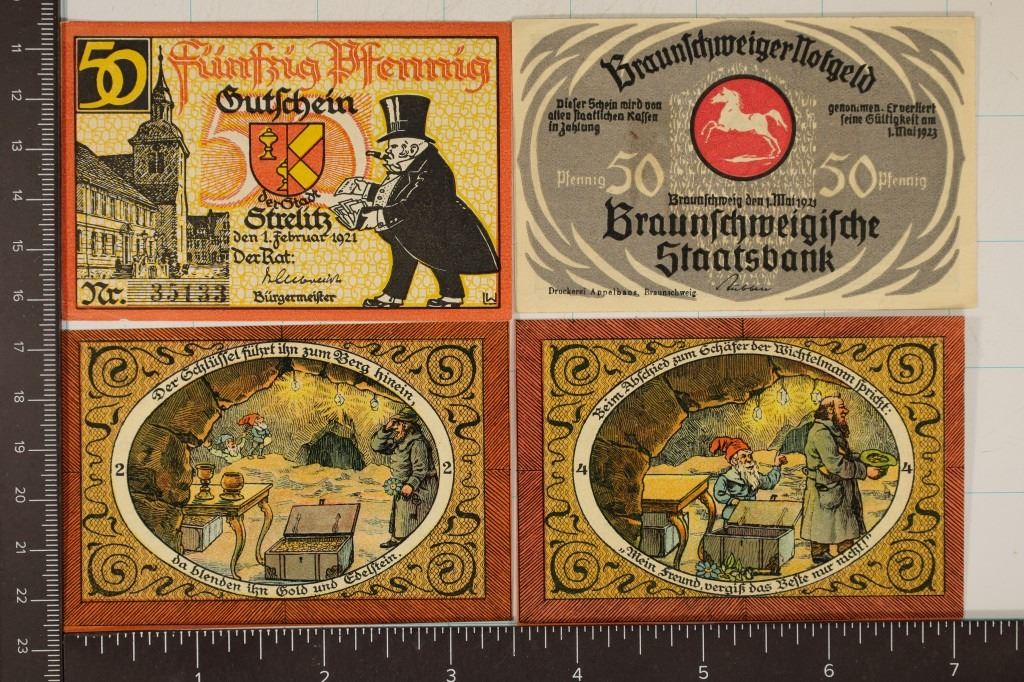 50
Fünfzig Pfennig
Gutschein
50
der Stadt
Strelitz
den 1. Februar 1921
Der Rat:
Bürgermeister
Nr. 35133
LW
Braunschweiger Notgeld
Dieser Schein wird von
allen staatlichen Kassen
in Zahlung
genommen. Er verliert
seine Gültigkeit am
1. Mai 1923
Pfennig 50
50 Pfennig
Braunschweig den 1. Mai 1921
Braunschweigische
Staatsbank
Druckerei Appelhans, Braunschweig
Der Schlüssel führt ihn zum Berg hinein,
2
2
da blenden ihn Gold und Edelstein.
Beim Abschied zum Schäfer der Wichtelmann spricht:
4
4
„Mein Freund, vergiß das Beste nur nicht!"
11
12
13
14
15
16
17
18
19
20
21
22
23
1
2
3
4
5
6
7